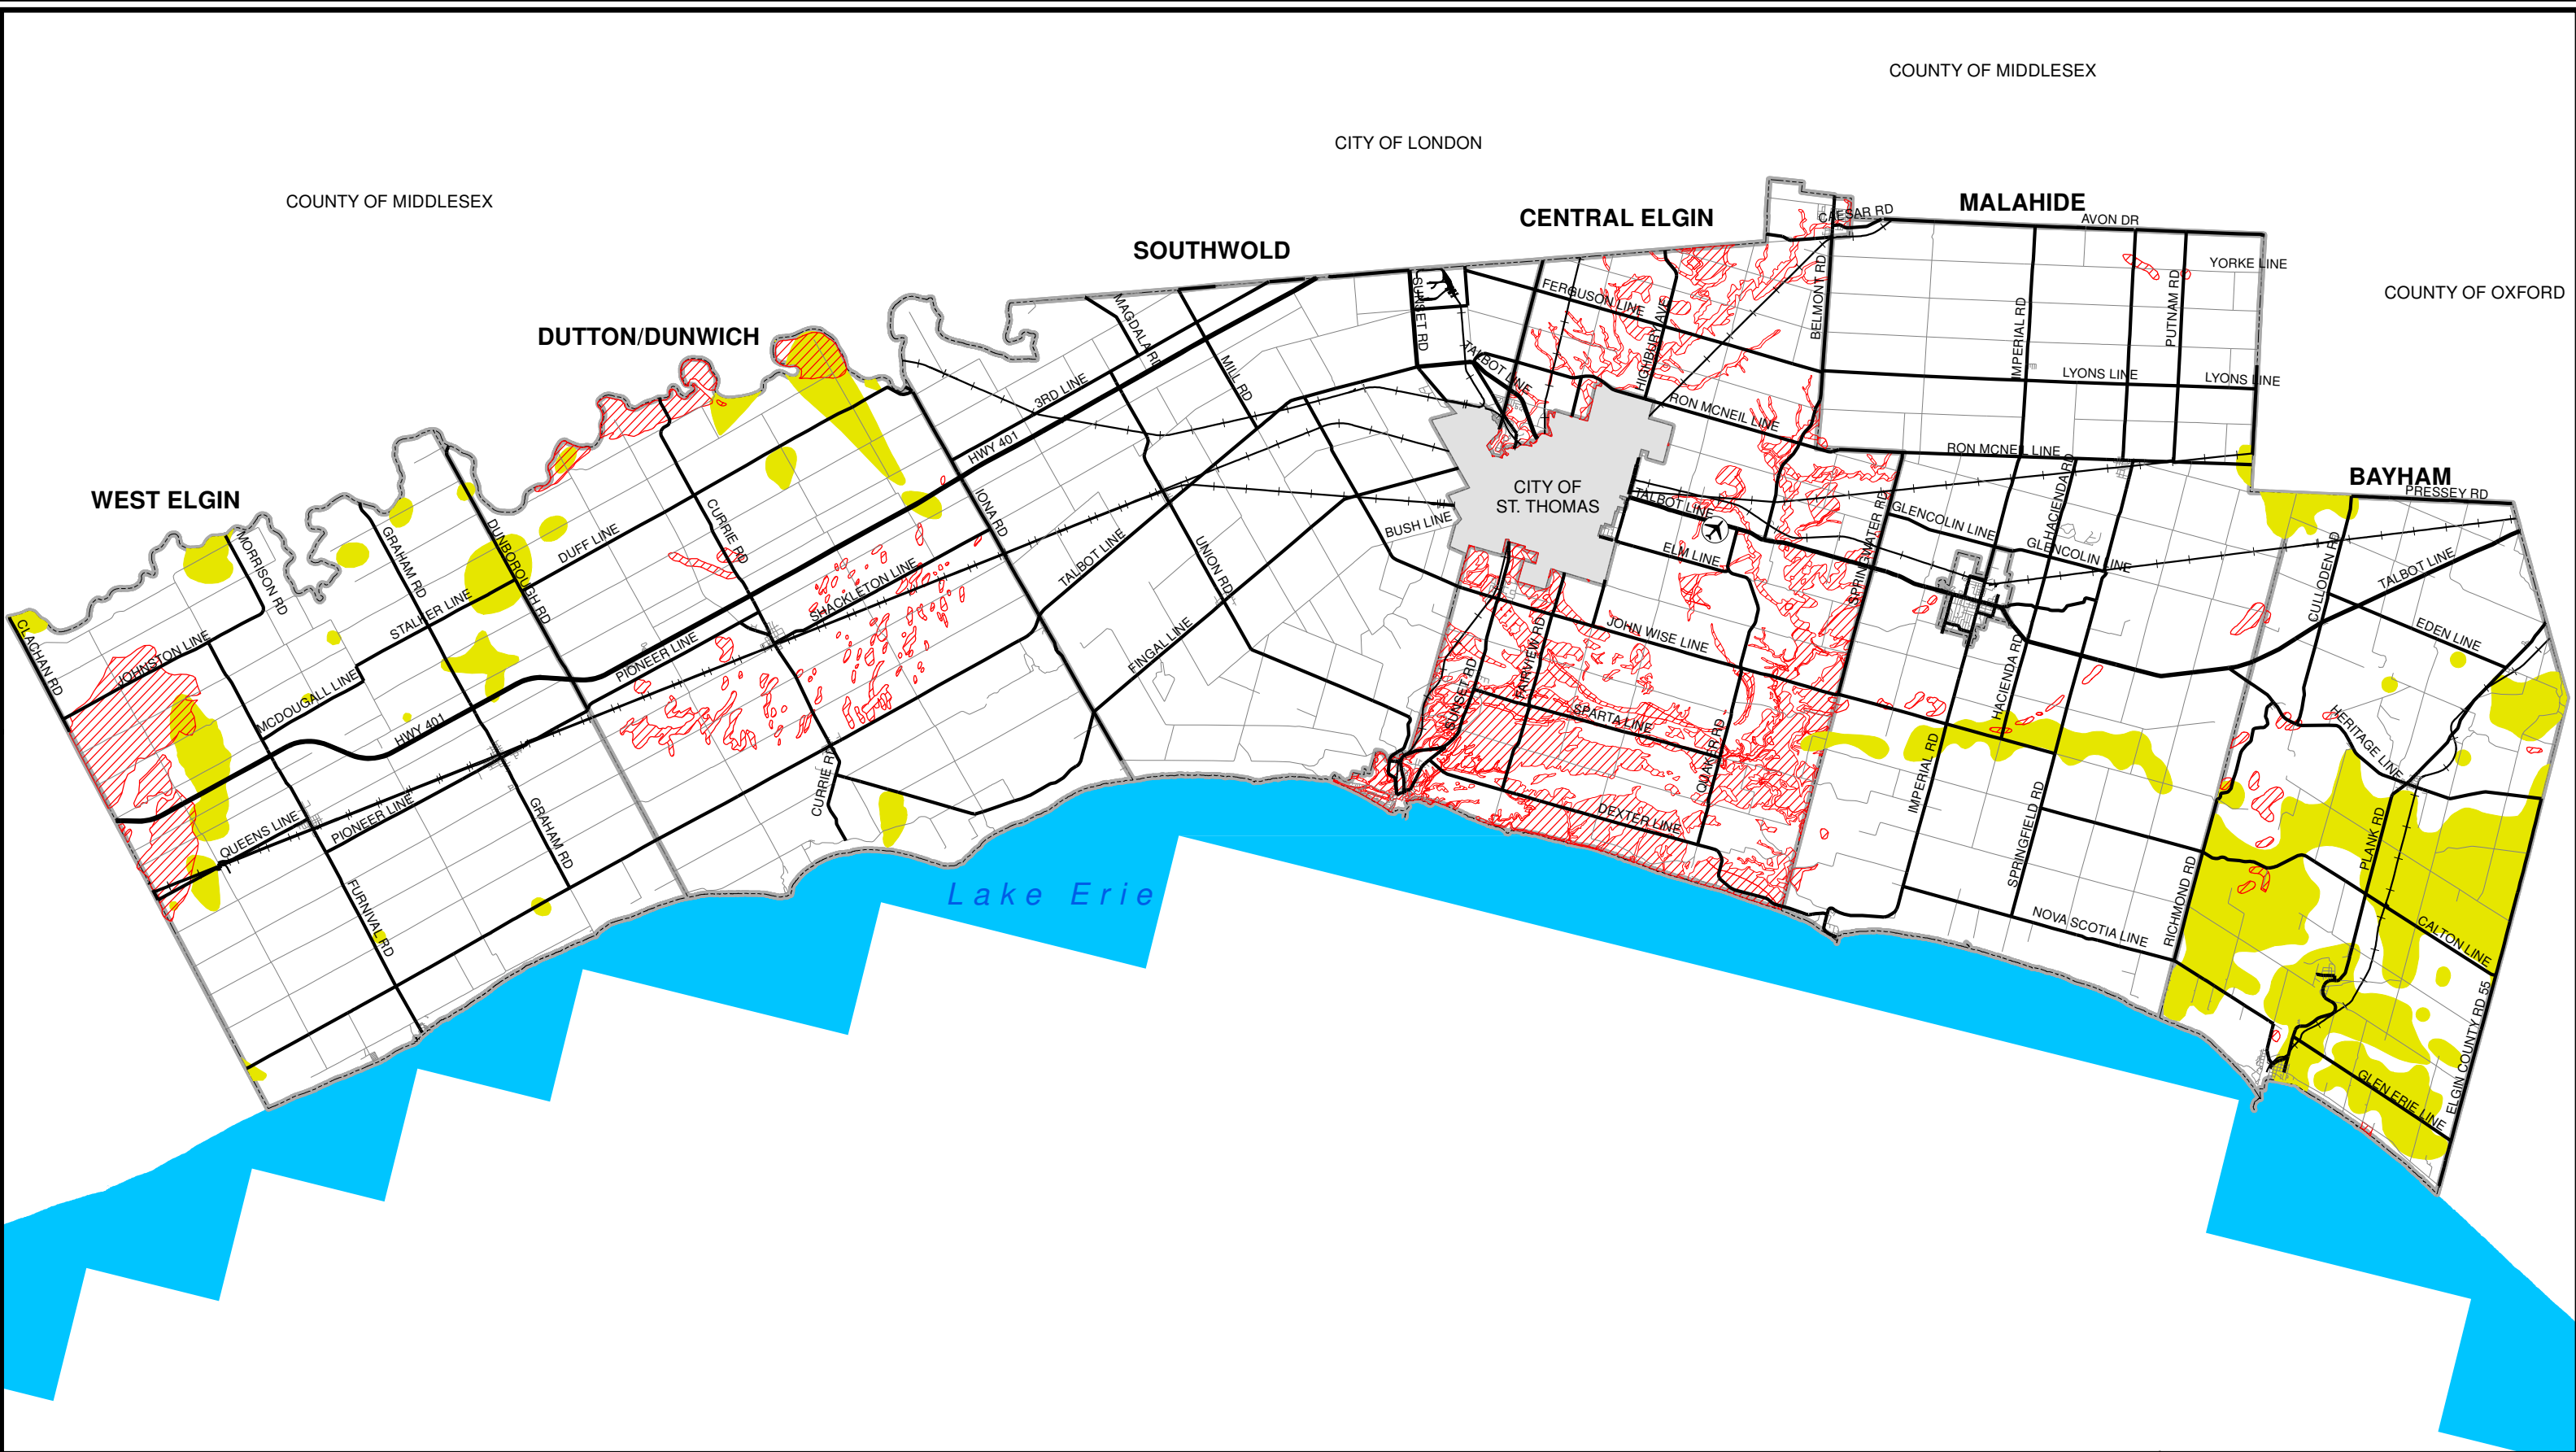 COUNTY OF MIDDLESEX
CITY OF LONDON
COUNTY OF MIDDLESEX
COUNTY OF OXFORD
WEST ELGIN
DUTTON/DUNWICH
SOUTHWOLD
CENTRAL ELGIN
MALAHIDE
BAYHAM
CITY OF
ST. THOMAS
Lake Erie
CLACHAN RD
JOHNSTON LINE
MORRISON RD
MCDOUGALL LINE
STALKER LINE
GRAHAM RD
HWY 401
QUEENS LINE
PIONEER LINE
FURNIVAL RD
GRAHAM RD
DUNBOROUGH RD
DUFF LINE
PIONEER LINE
CURRIE RD
SHACKLETON LINE
CURRIE RD
IONA RD
HWY 401
3RD LINE
MAGDALA RD
MILL RD
TALBOT LINE
UNION RD
FINGAL LINE
BUSH LINE
SUNSET RD
TALBOT LINE
FERGUSON LINE
HIGHBURY AVE
RON MCNEIL LINE
BELMONT RD
CAESAR RD
TALBOT LINE
ELM LINE
JOHN WISE LINE
FAIRVIEW RD
SUNSET RD
SPARTA LINE
QUAKER RD
DEXTER LINE
SPRINGWATER RD
AVON DR
YORKE LINE
PUTNAM RD
IMPERIAL RD
LYONS LINE
LYONS LINE
RON MCNEIL LINE
GLENCOLIN LINE
HACIENDA RD
GLENCOLIN LINE
HACIENDA RD
IMPERIAL RD
SPRINGFIELD RD
NOVA SCOTIA LINE
RICHMOND RD
PRESSEY RD
CULLODEN RD
TALBOT LINE
EDEN LINE
HERITAGE LINE
PLANK RD
CALTON LINE
GLEN ERIE LINE
ELGIN COUNTY RD 55